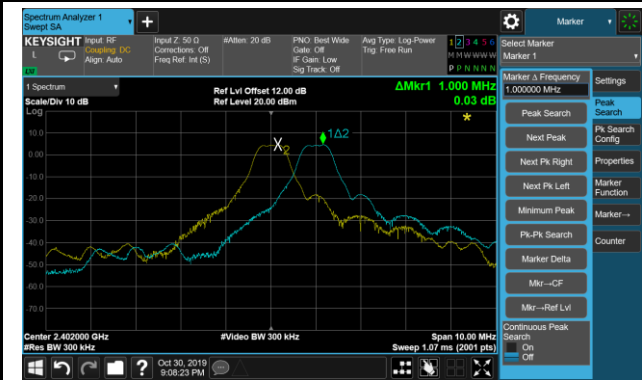 Spectrum Analyzer 1
Swept SA
+
Marker
KEYSIGHT
L
Input: RF
Coupling: DC
Align: Auto
Input Z: 50 Ω
Corrections: Off
Freq Ref: Int (S)
#Atten: 20 dB
PNO: Best Wide
Gate: Off
IF Gain: Low
Sig Track: Off
Avg Type: Log-Power
Trig: Free Run
1 2 3 4 5 6
M M W W W W
P P N N N N
Select Marker
Marker 1
1 Spectrum
Scale/Div 10 dB
Log
Ref Lvl Offset 12.00 dB
Ref Level 20.00 dBm
ΔMkr1 1.000 MHz
0.03 dB
*
10.0
0.00
-10.0
-20.0
-30.0
-40.0
-50.0
-60.0
-70.0
X2
1Δ2
Center 2.402000 GHz
#Res BW 300 kHz
#Video BW 300 kHz
Span 10.00 MHz
Sweep 1.07 ms (2001 pts)
Marker Δ Frequency
1.000000 MHz
Peak Search
Next Peak
Next Pk Right
Next Pk Left
Minimum Peak
Pk-Pk Search
Marker Delta
Mkr→CF
Mkr→Ref Lvl
Continuous Peak
Search
On
Off
Settings
Peak
Search
Pk Search
Config
Properties
Marker
Function
Marker→
Counter
?
Oct 30, 2019
9:08:23 PM